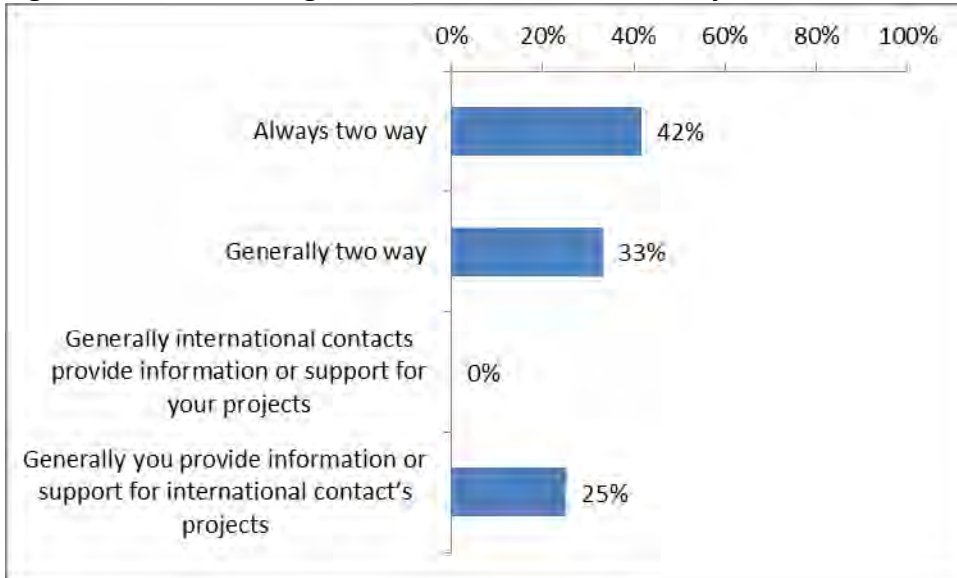 0% 20% 40% 60% 80% 100%
Always two way
42%
Generally two way
33%
Generally international contacts
provide information or support for
your projects
0%
Generally you provide information or
support for international contact's
projects
25%